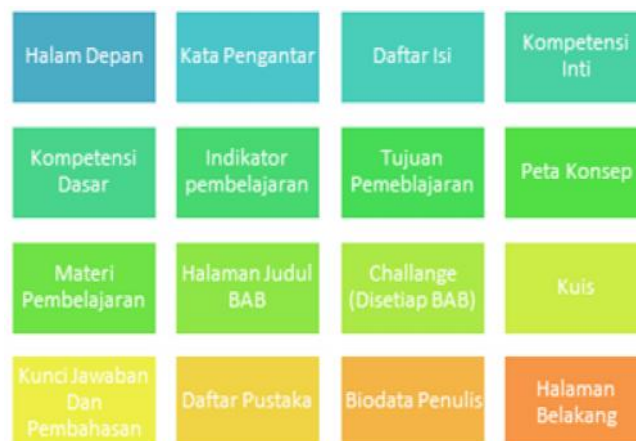 Halam Depan
Kata Pengantar
Daftar Isi
Kompetensi
Inti
Kompetensi
Dasar
Indikator
pembelajaran
Tujuan
Pemeblajaran
Peta Konsep
Materi
Pembelajaran
Halaman Judul
BAB
Challange
(Disetiap BAB)
Kuis
Kunci Jawaban
Dan
Pembahasan
Daftar Pustaka
Biodata Penulis
Halaman
Belakang